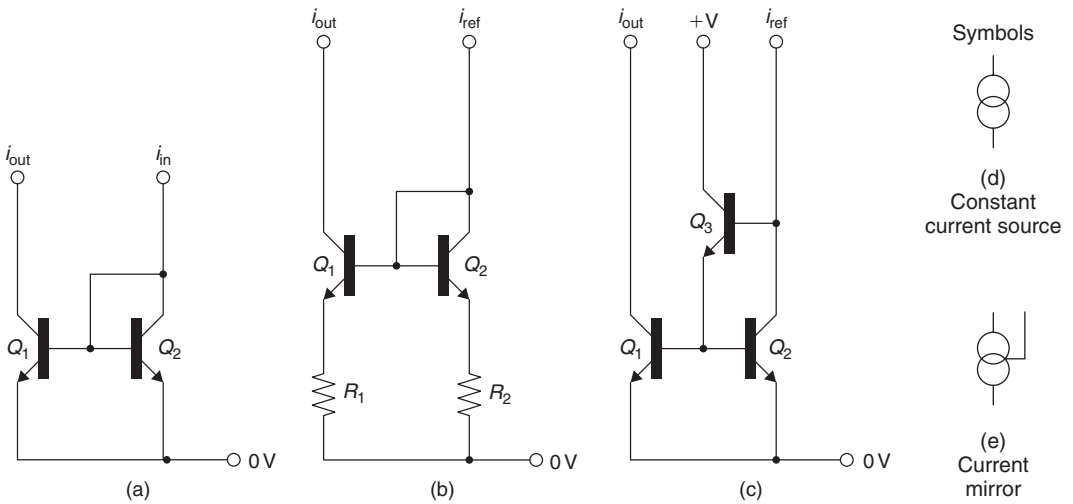 i_out
i_in
Q_1
Q_2
0 V
(a)
i_out
i_ref
Q_1
Q_2
R_1
R_2
0 V
(b)
i_out
+V
i_ref
Q_3
Q_1
Q_2
0 V
(c)
Symbols
(d)
Constant
current source
(e)
Current
mirror